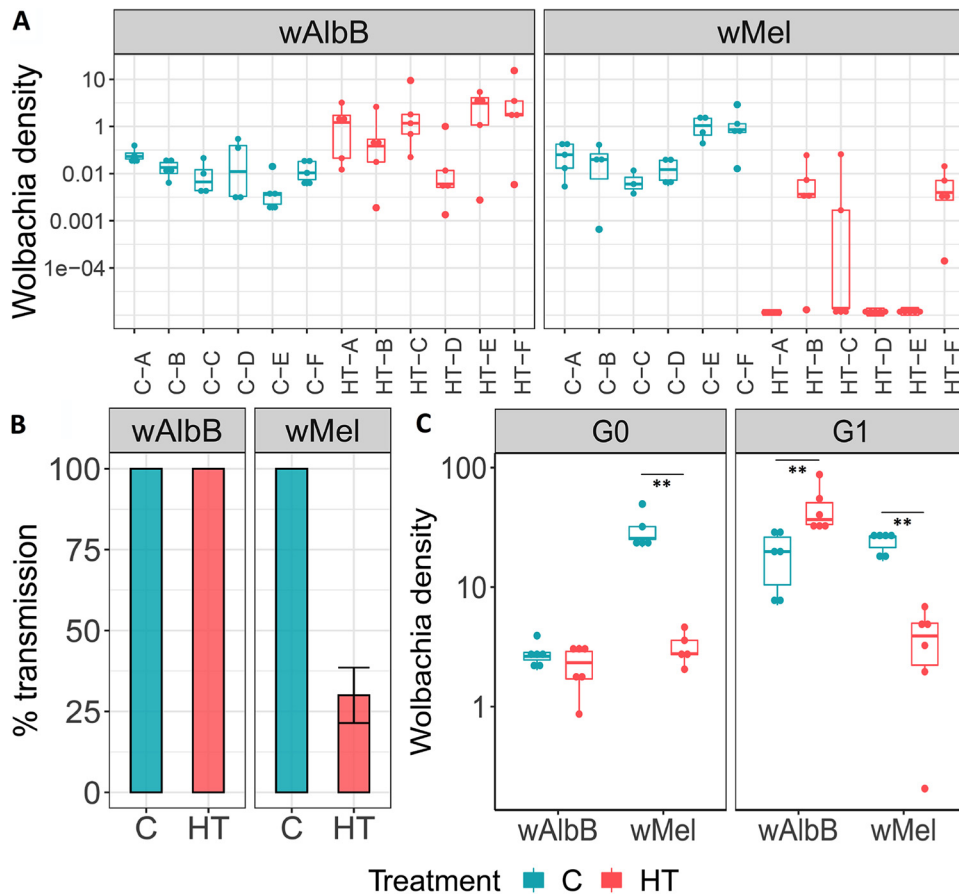 A
wAlbB wMel
Wolbachia density
10
1
0.01
0.001
1e−04
C−A C−B C−C C−D C−E C−F HT−A HT−B HT−C HT−D HT−E HT−F C−A C−B C−C C−D C−E C−F HT−A HT−B HT−C HT−D HT−E HT−F
B
wAlbB wMel
% transmission
100
75
50
25
0
C HT C HT
C
G0 G1
Wolbachia density
100
10
1
** ** **
wAlbB wMel wAlbB wMel
Treatment C HT